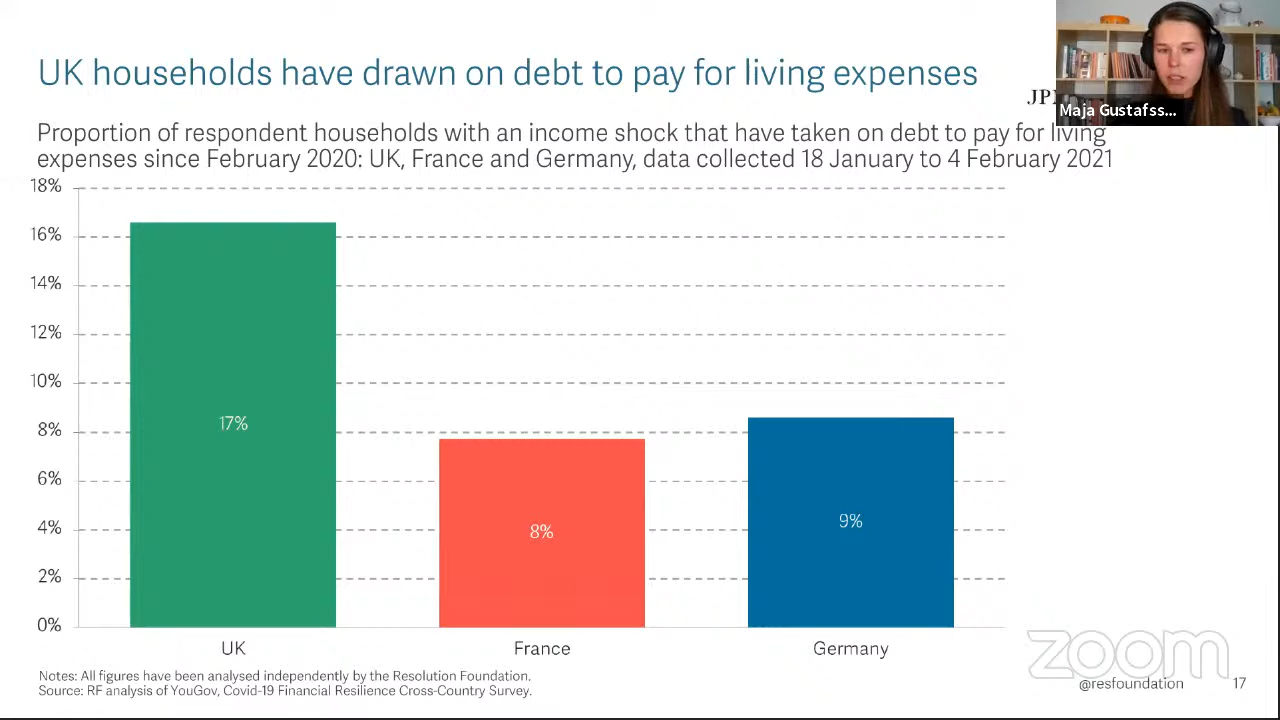 UK households have drawn on debt to pay for living expenses
JP
Maja Gustafss...
Proportion of respondent households with an income shock that have taken on debt to pay for living
expenses since February 2020: UK, France and Germany, data collected 18 January to 4 February 2021
18%
16%
14%
12%
10%
8%
6%
4%
2%
0%
17%
8%
9%
UK
France
Germany
Notes: All figures have been analysed independently by the Resolution Foundation.
Source: RF analysis of YouGov, Covid-19 Financial Resilience Cross-Country Survey.
zoom
@resfoundation
17